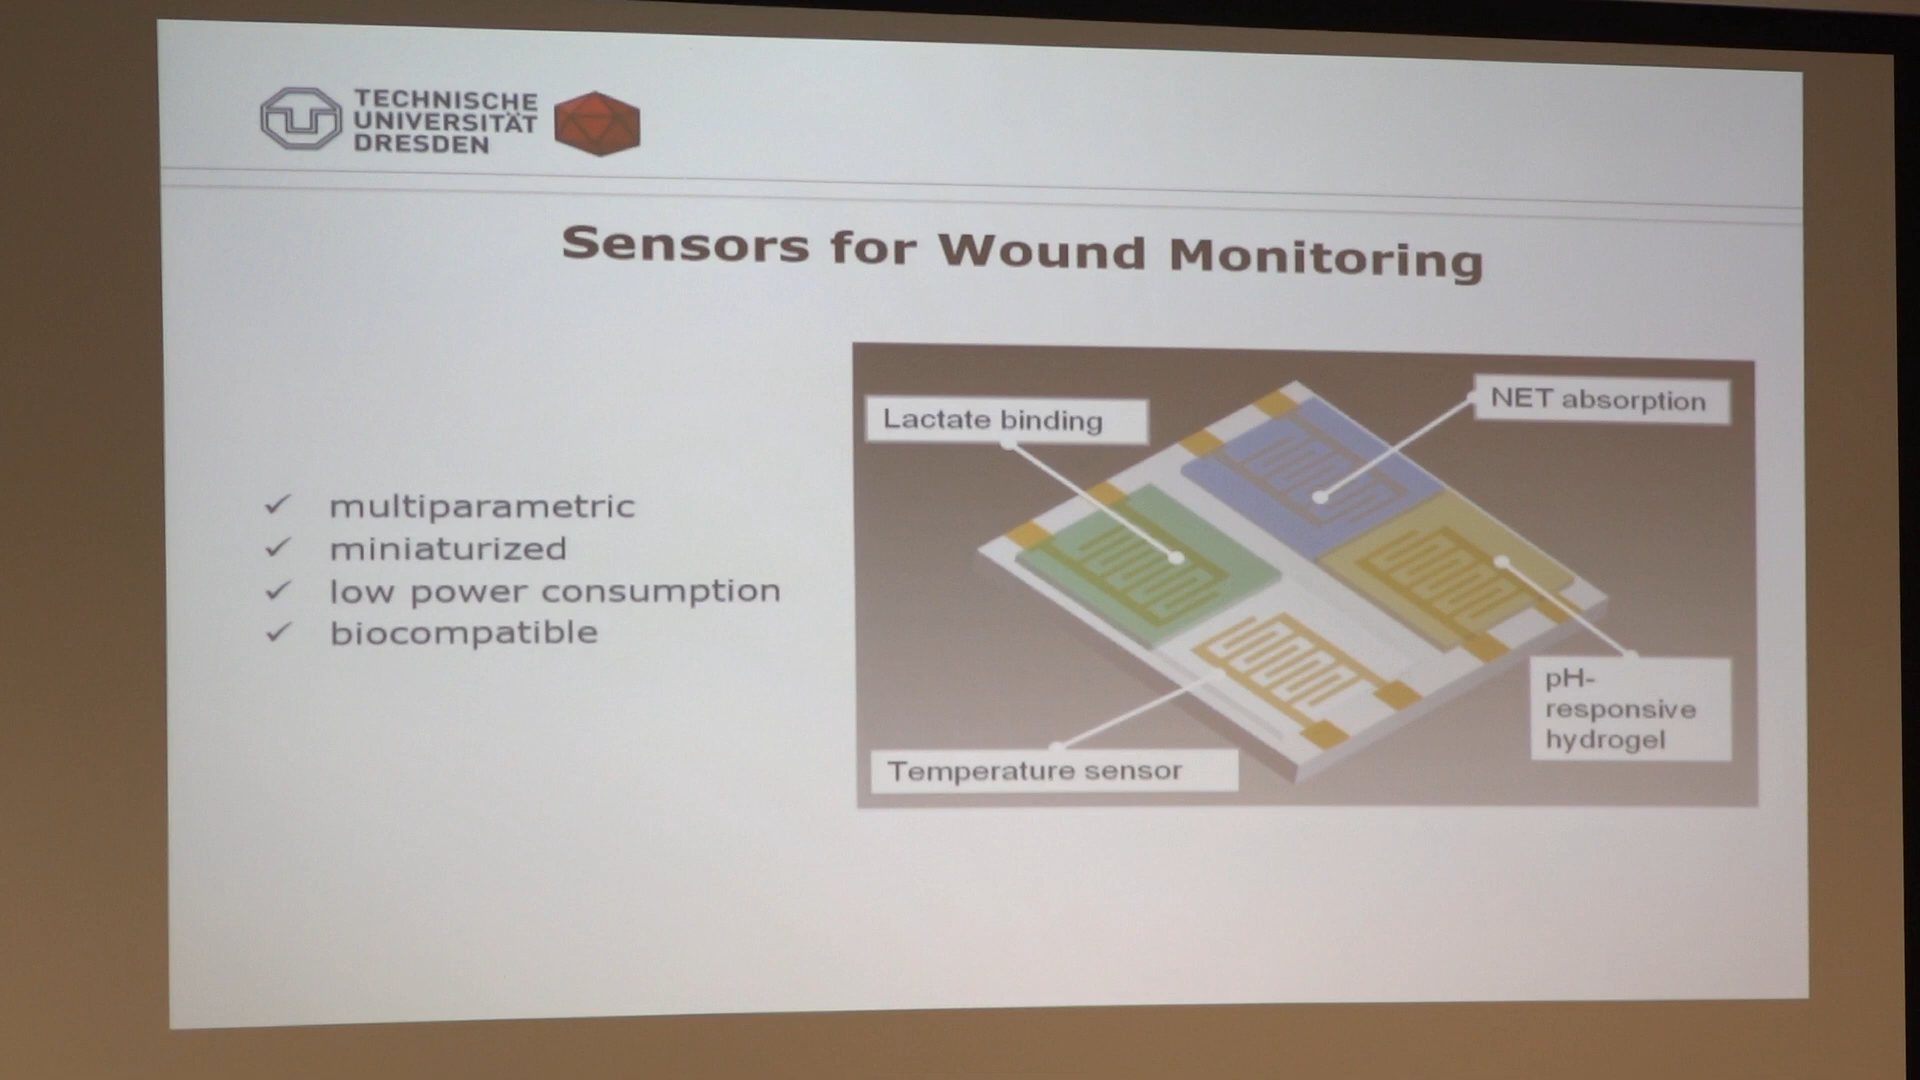 TECHNISCHE
UNIVERSITÄT
DRESDEN
Sensors for Wound Monitoring
✓ multiparametric
✓ miniaturized
✓ low power consumption
✓ biocompatible
Lactate binding
NET absorption
pH-
responsive
hydrogel
Temperature sensor